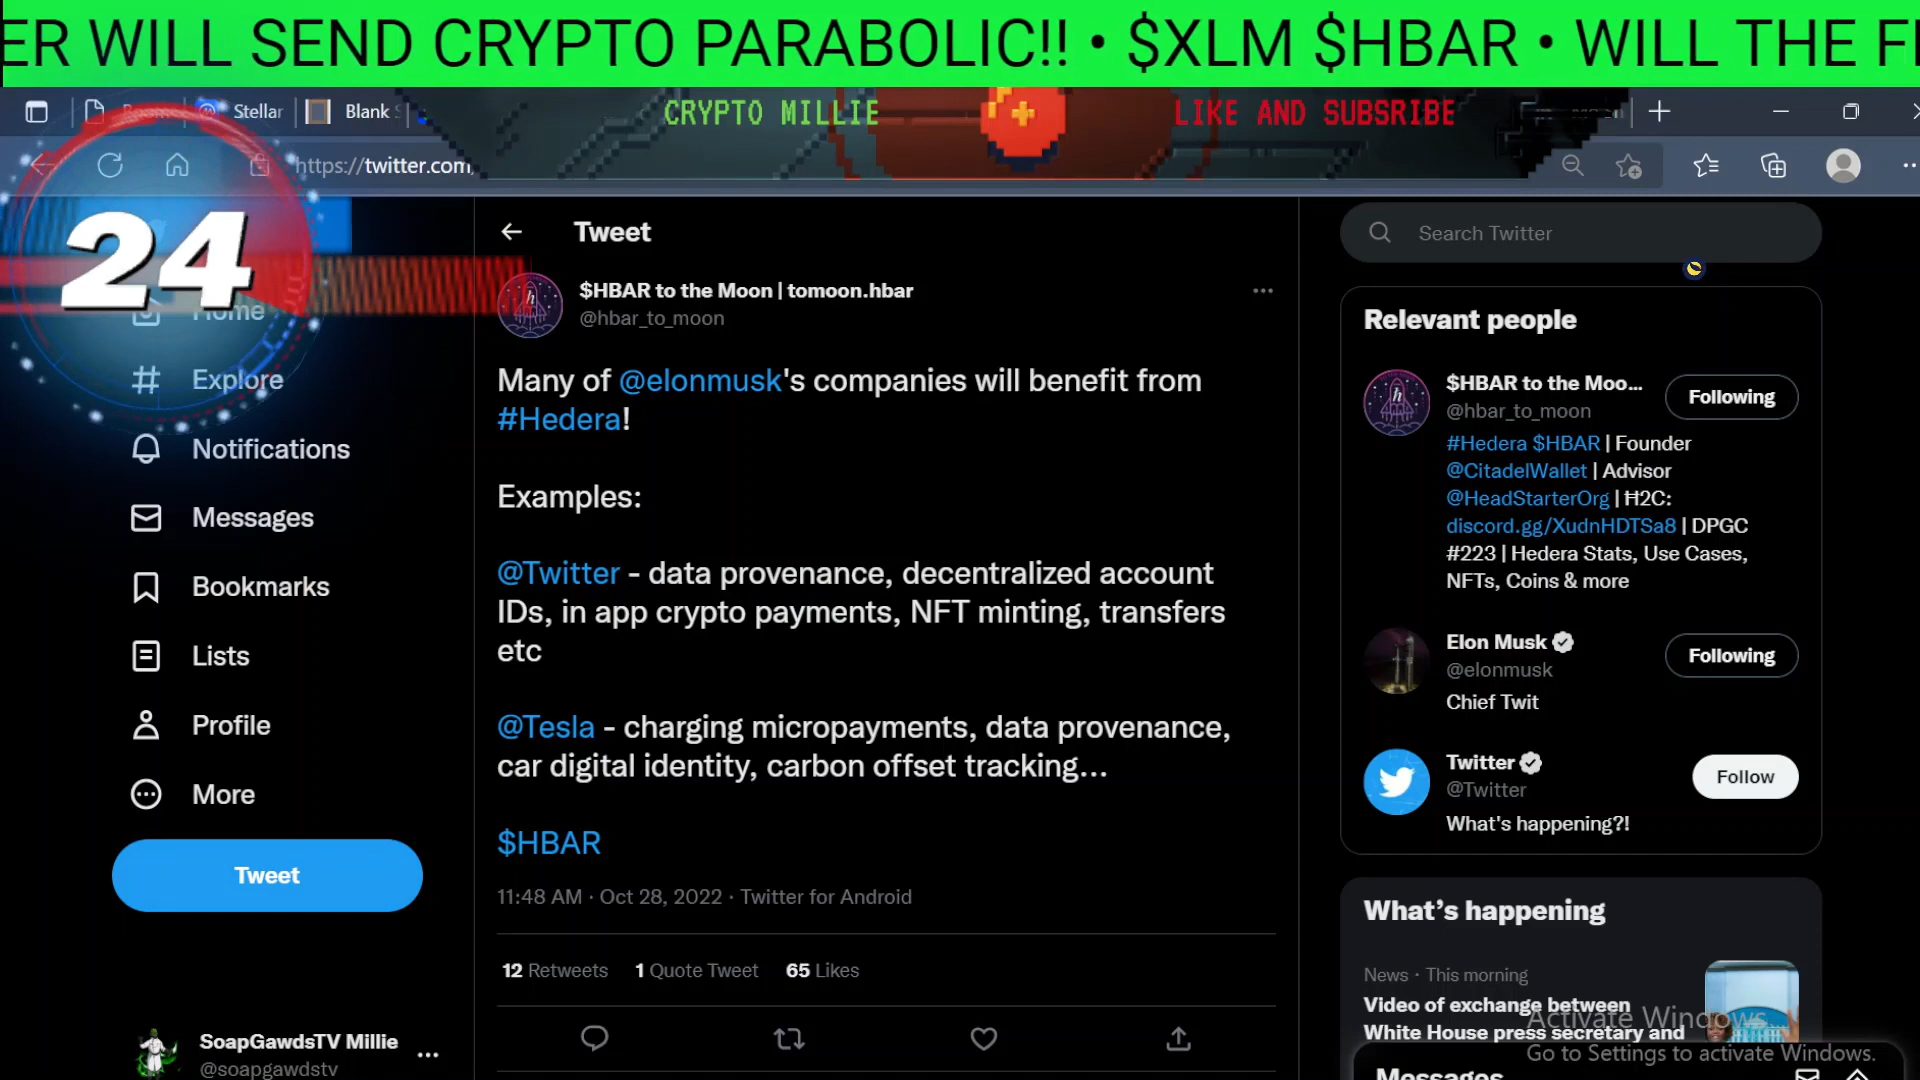 ER WILL SEND CRYPTO PARABOLIC!! • $XLM $HBAR • WILL THE F
Stellar
Blank
CRYPTO MILLIE
LIKE AND SUBSRIBE
https://twitter.com
24
Tweet
Search Twitter
$HBAR to the Moon | tomoon.hbar
@hbar_to_moon
Home
Explore
Notifications
Messages
Bookmarks
Lists
Profile
More
Tweet
SoapGawdsTV Millie
@soapgawdstv
Many of @elonmusk's companies will benefit from
#Hedera!
Examples:
@Twitter - data provenance, decentralized account
IDs, in app crypto payments, NFT minting, transfers
etc
@Tesla - charging micropayments, data provenance,
car digital identity, carbon offset tracking...
$HBAR
11:48 AM · Oct 28, 2022 · Twitter for Android
12 Retweets 1 Quote Tweet 65 Likes
Relevant people
$HBAR to the Moo...
@hbar_to_moon
Following
#Hedera $HBAR | Founder
@CitadelWallet | Advisor
@HeadStarterOrg | Ħ2C:
discord.gg/XudnHDTSa8 | DPGC
#223 | Hedera Stats, Use Cases,
NFTs, Coins & more
Elon Musk
@elonmusk
Following
Chief Twit
Twitter
@Twitter
Follow
What's happening?!
What's happening
News · This morning
Video of exchange between
White House press secretary and
Activate Windows
Go to Settings to activate Windows.
Messages